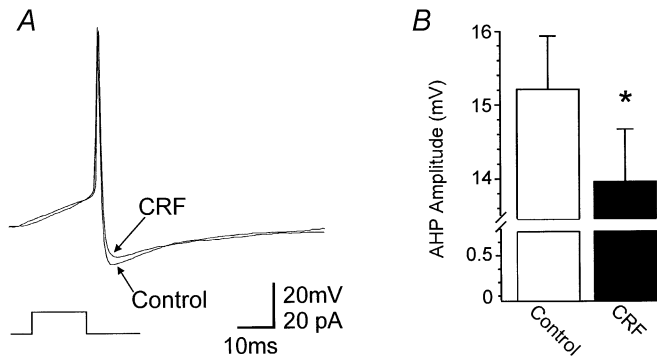 A
CRF
Control
20mV
20 pA
10ms
B
AHP Amplitude (mV)
16
15
14
0.5
0
*
Control
CRF